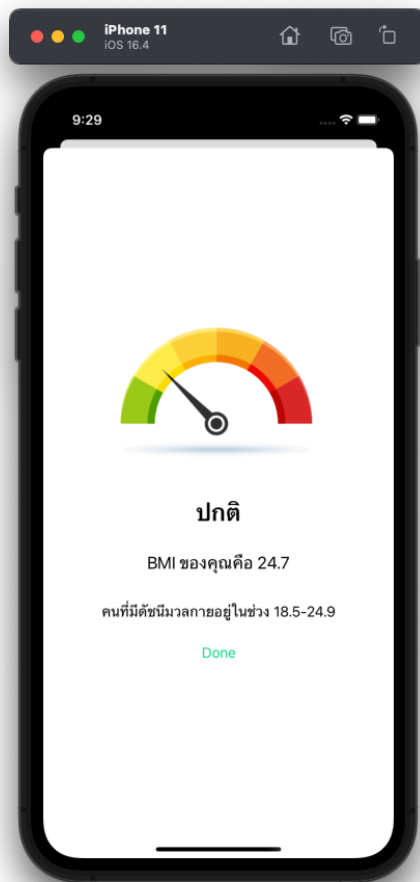 iPhone 11
iOS 16.4
9:29
ปกติ
BMI ของคุณคือ 24.7
คนที่มีดัชนีมวลกายอยู่ในช่วง 18.5-24.9
Done